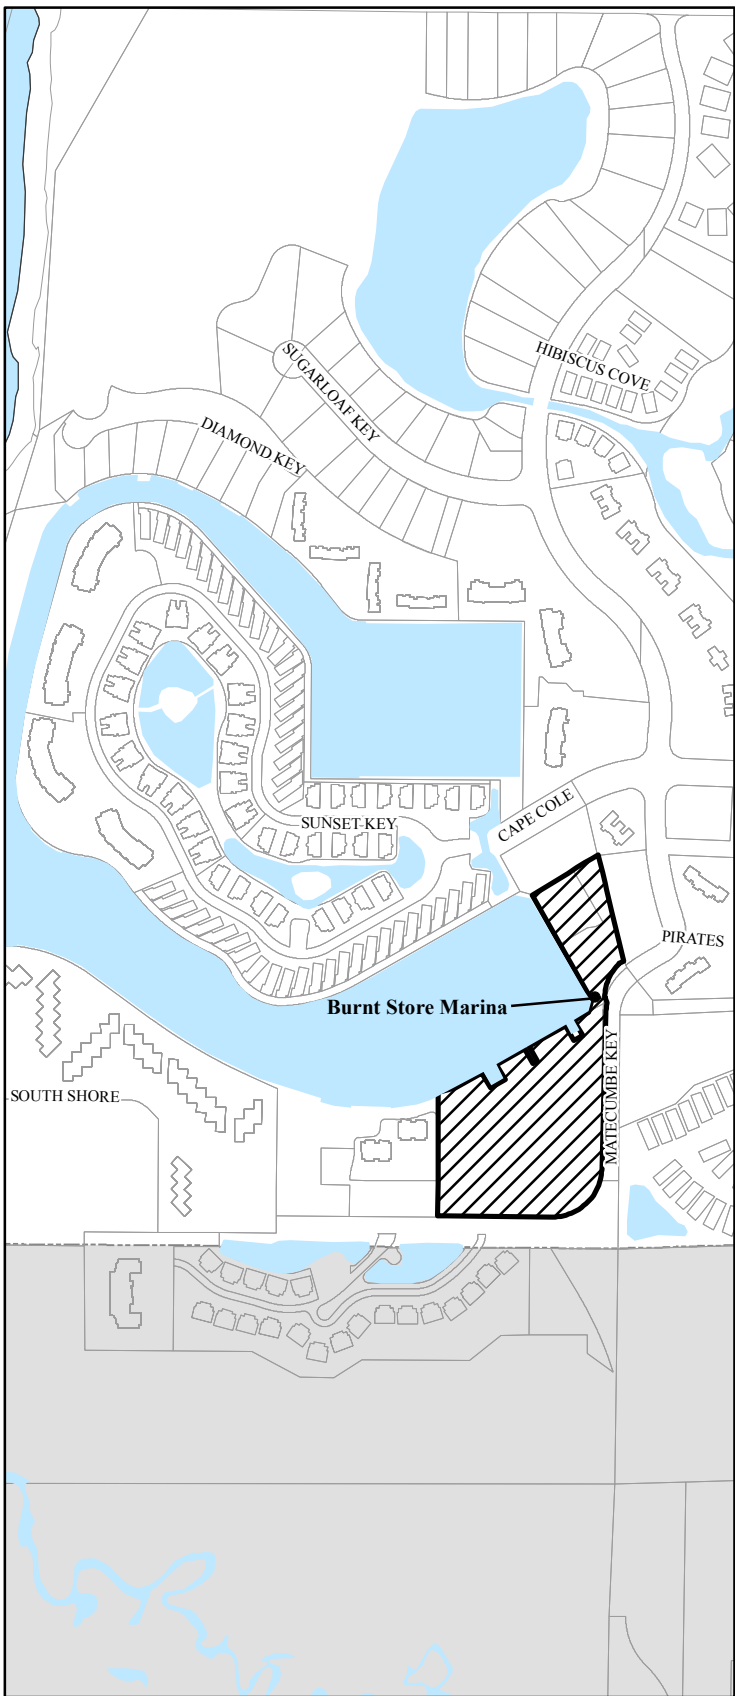 HIBISCUS COVE
SUGARLOAF KEY
DIAMOND KEY
CAPE COLE
SUNSET KEY
PIRATES
Burnt Store Marina
MATECUMBE KEY
SOUTH SHORE